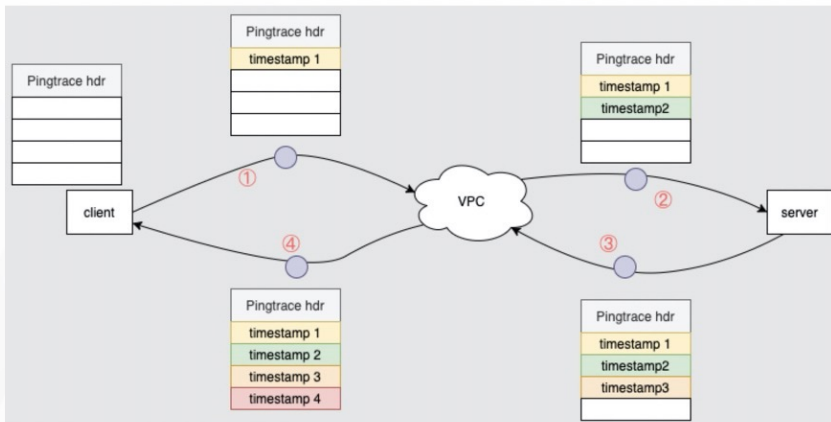 Pingtrace hdr
Pingtrace hdr
timestamp 1
Pingtrace hdr
timestamp 1
timestamp2
①
②
client
VPC
server
④
③
Pingtrace hdr
timestamp 1
timestamp 2
timestamp 3
timestamp 4
Pingtrace hdr
timestamp 1
timestamp2
timestamp3